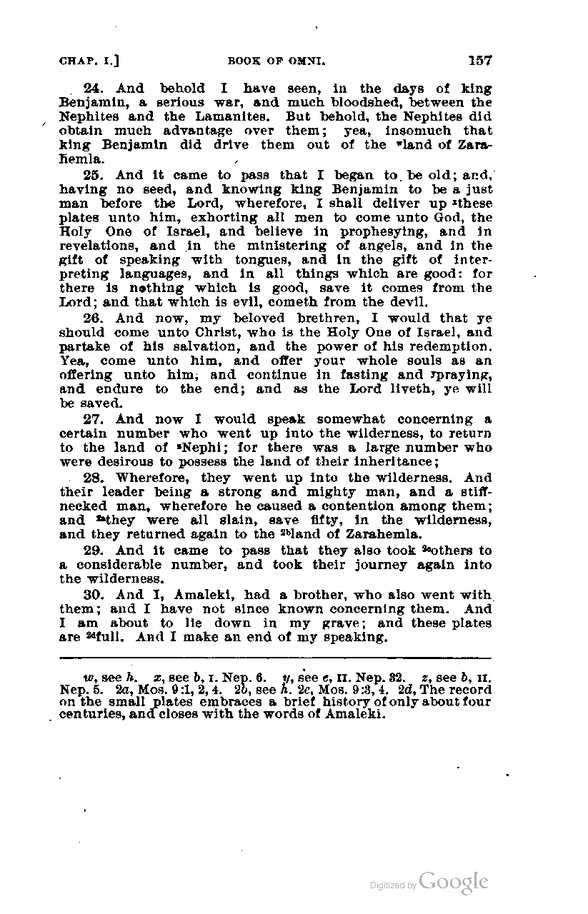 CHAP. I.] BOOK OF OMNI. 157
24. And behold I have seen, in the days of king
Benjamin, a serious war, and much bloodshed, between the
Nephites and the Lamanites. But behold, the Nephites did
obtain much advantage over them; yea, insomuch that
king Benjamin did drive them out of the ʷland of Zara-
hemla.
25. And it came to pass that I began to be old; and,
having no seed, and knowing king Benjamin to be a just
man before the Lord, wherefore, I shall deliver up ˣthese
plates unto him, exhorting all men to come unto God, the
Holy One of Israel, and believe in prophesying, and in
revelations, and in the ministering of angels, and in the
gift of speaking with tongues, and in the gift of inter-
preting languages, and in all things which are good: for
there is nothing which is good, save it comes from the
Lord; and that which is evil, cometh from the devil.
26. And now, my beloved brethren, I would that ye
should come unto Christ, who is the Holy One of Israel, and
partake of his salvation, and the power of his redemption.
Yea, come unto him, and offer your whole souls as an
offering unto him, and continue in fasting and ʸpraying,
and endure to the end; and as the Lord liveth, ye will
be saved.
27. And now I would speak somewhat concerning a
certain number who went up into the wilderness, to return
to the land of ᶻNephi; for there was a large number who
were desirous to possess the land of their inheritance;
28. Wherefore, they went up into the wilderness. And
their leader being a strong and mighty man, and a stiff-
necked man, wherefore he caused a contention among them;
and ²ᵃthey were all slain, save fifty, in the wilderness,
and they returned again to the ²ᵇland of Zarahemla.
29. And it came to pass that they also took ²ᶜothers to
a considerable number, and took their journey again into
the wilderness.
30. And I, Amaleki, had a brother, who also went with
them; and I have not since known concerning them. And
I am about to lie down in my grave; and these plates
are ²ᵈfull. And I make an end of my speaking.
w, see h. x, see b, I. Nep. 6. y, see e, II. Nep. 32. z, see b, II.
Nep. 5. 2a, Mos. 9:1, 2, 4. 2b, see h. 2c, Mos. 9:3, 4. 2d, The record
on the small plates embraces a brief history of only about four
centuries, and closes with the words of Amaleki.
Digitized by Google